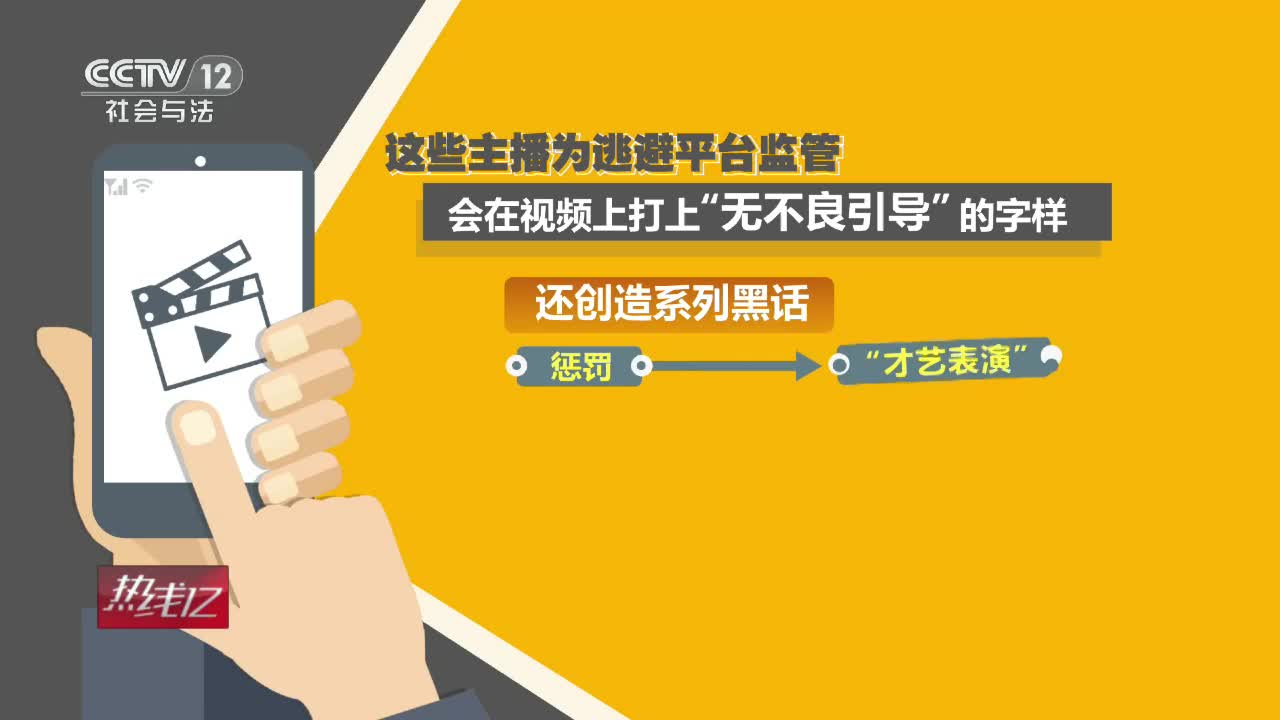 CCTV 12
社会与法
这些主播为逃避平台监管
会在视频上打上“无不良引导”的字样
还创造系列黑话
惩罚
“才艺表演”
热线12